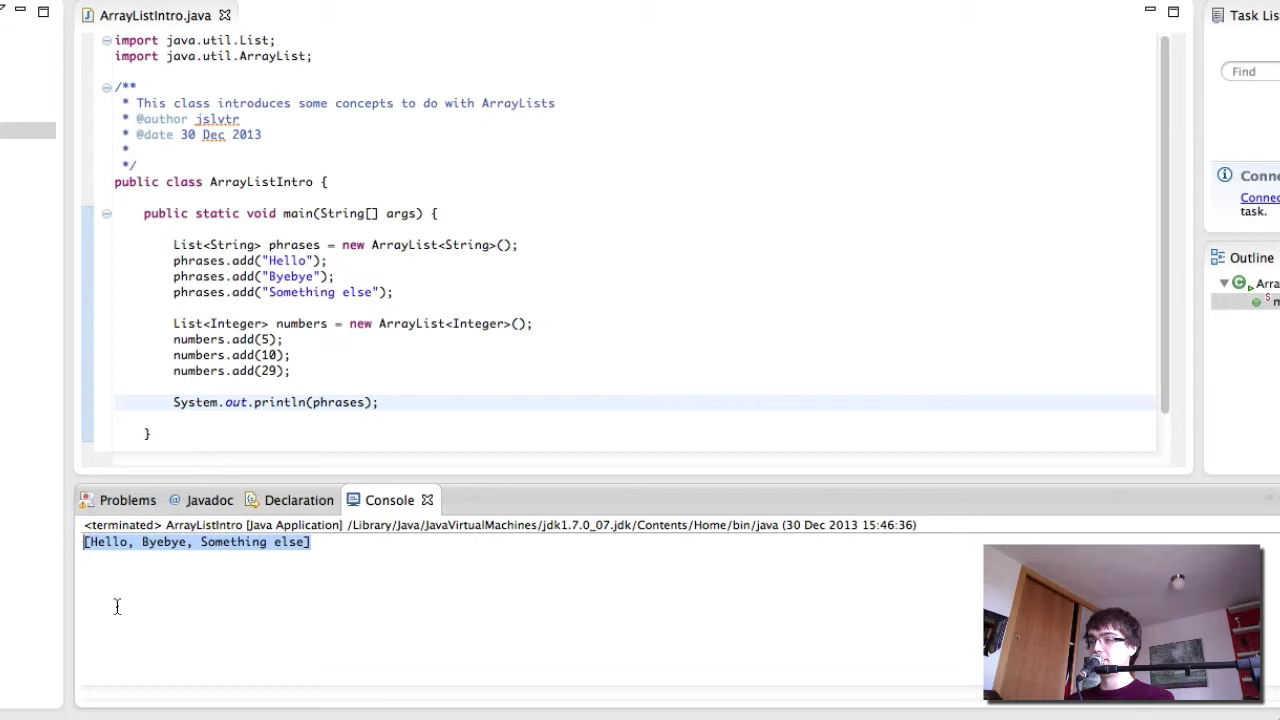 ArrayListIntro.java
import java.util.List;
import java.util.ArrayList;
/**
* This class introduces some concepts to do with ArrayLists
* @author jslvtr
* @date 30 Dec 2013
*
*/
public class ArrayListIntro {
public static void main(String[] args) {
List<String> phrases = new ArrayList<String>();
phrases.add("Hello");
phrases.add("Byebye");
phrases.add("Something else");
List<Integer> numbers = new ArrayList<Integer>();
numbers.add(5);
numbers.add(10);
numbers.add(29);
System.out.println(phrases);
}
Problems @ Javadoc Declaration Console
<terminated> ArrayListIntro [Java Application] /Library/Java/JavaVirtualMachines/jdk1.7.0_07.jdk/Contents/Home/bin/java (30 Dec 2013 15:46:36)
[Hello, Byebye, Something else]
Task Lis
Find
Conne
Connec
task.
Outline
Arra
m